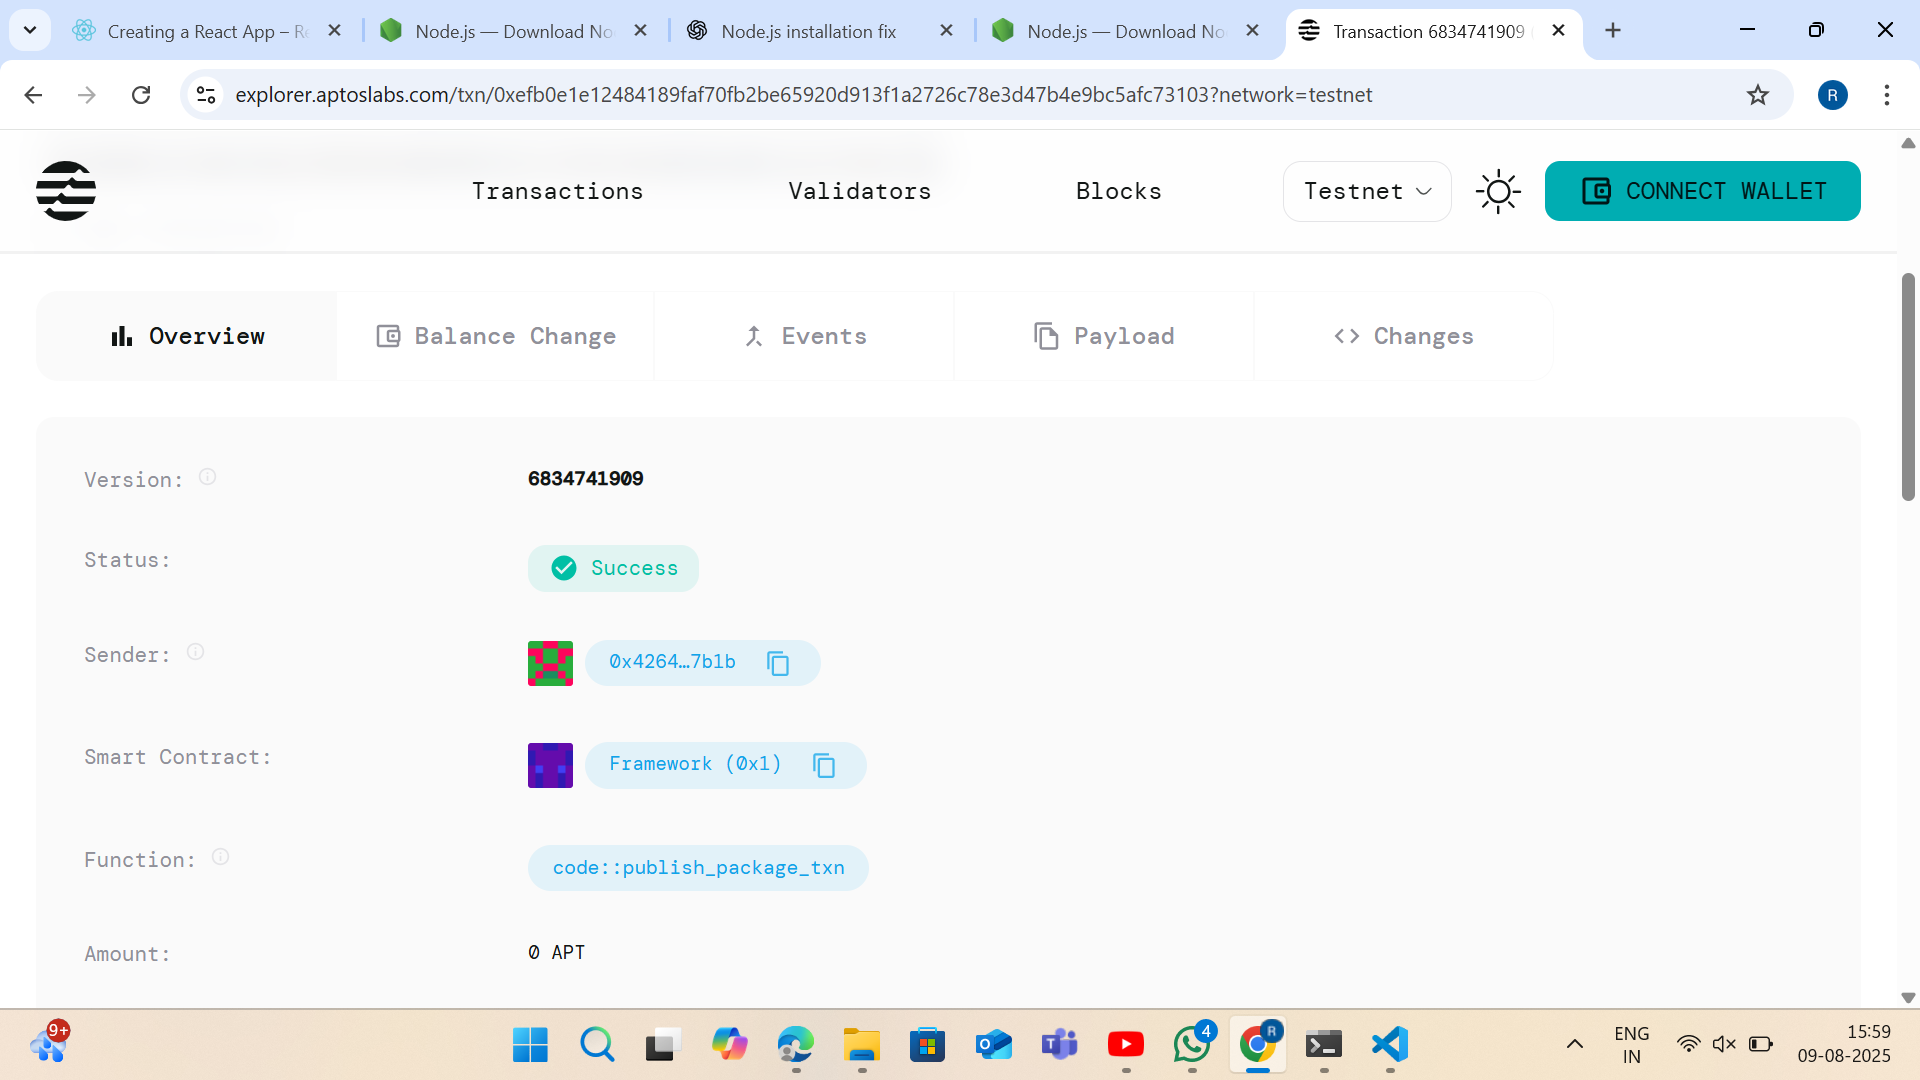 Creating a React App – Re
Node.js — Download No
Node.js installation fix
Node.js — Download No
Transaction 6834741909
explorer.aptoslabs.com/txn/0xefb0e1e12484189faf70fb2be65920d913f1a2726c78e3d47b4e9bc5afc73103?network=testnet
R
Transactions
Validators
Blocks
Testnet
CONNECT WALLET
Overview
Balance Change
Events
Payload
Changes
Version:
6834741909
Status:
Success
Sender:
0x4264…7b1b
Smart Contract:
Framework (0x1)
Function:
code::publish_package_txn
Amount:
0 APT
9+
4
R
ENG
IN
15:59
09-08-2025